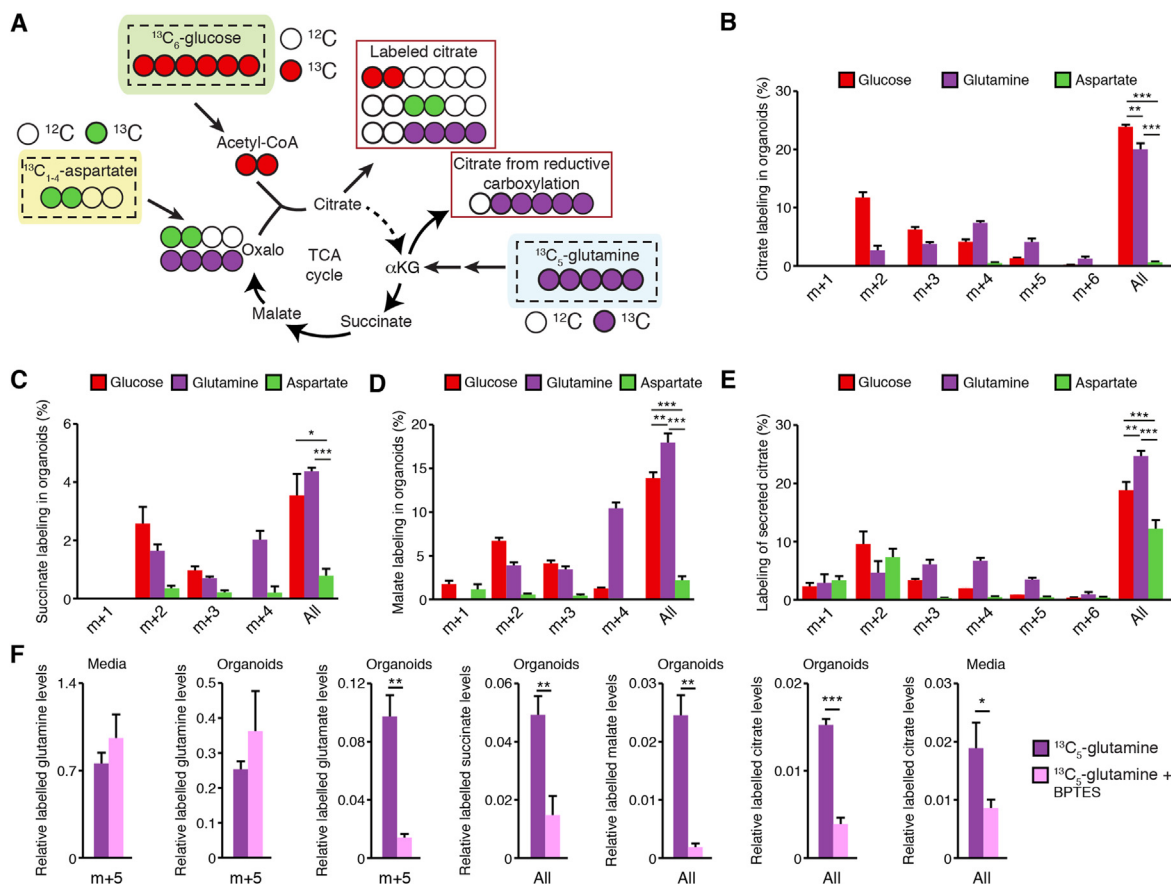 A
¹³C₆-glucose
¹²C
¹³C
Labeled citrate
¹²C ¹³C
Acetyl-CoA
¹³C₁₋₄-aspartate
Citrate from reductive
carboxylation
Citrate
Oxalo
TCA
cycle
αKG
¹³C₅-glutamine
Malate
Succinate
¹²C ¹³C
B
Glucose Glutamine Aspartate
Citrate labeling in organoids (%)
30
20
10
0
***
**
***
m+1 m+2 m+3 m+4 m+5 m+6 All
C
Glucose Glutamine Aspartate
Succinate labeling in organoids (%)
6
4
2
0
*
***
m+1 m+2 m+3 m+4 All
D
Glucose Glutamine Aspartate
Malate labeling in organoids (%)
20
15
10
5
0
***
**
***
m+1 m+2 m+3 m+4 All
E
Glucose Glutamine Aspartate
Labeling of secreted citrate (%)
30
20
10
0
***
**
***
m+1 m+2 m+3 m+4 m+5 m+6 All
F
Media
Relative labelled glutamine levels
1.4
0.7
0
m+5
Organoids
Relative labelled glutamine levels
0.5
0.4
0.3
0.2
0.1
0
m+5
Organoids
Relative labelled glutamate levels
0.12
0.08
0.04
0
**
m+5
Organoids
Relative labelled succinate levels
0.06
0.04
0.02
0
**
All
Organoids
Relative labelled malate levels
0.03
0.02
0.01
0
**
All
Organoids
Relative labelled citrate levels
0.02
0.01
0
***
All
Media
Relative labelled citrate levels
0.03
0.02
0.01
0
*
All
¹³C₅-glutamine
¹³C₅-glutamine +
BPTES